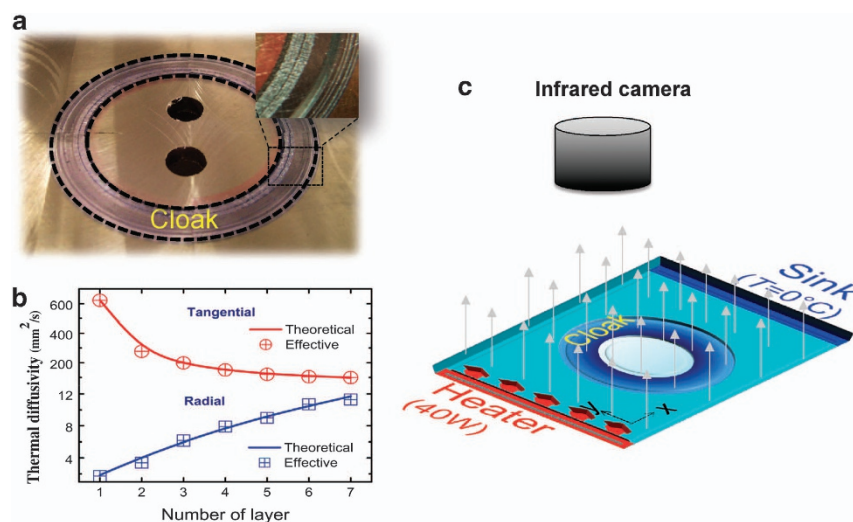 a
Cloak
b
Thermal diffusivity (mm²/s)
600
400
200
12
8
4
Tangential
Theoretical
Effective
Radial
Theoretical
Effective
1 2 3 4 5 6 7
Number of layer
c
Infrared camera
Sink
(T=0°C)
Cloak
y x
Heater
(40W)